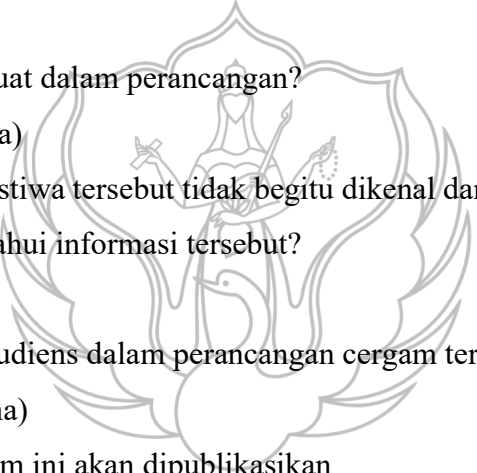 uat dalam perancangan?
a)
stiwa tersebut tidak begitu dikenal dan
ahui informasi tersebut?
udiens dalam perancangan cergam ter
na)
m ini akan dipublikasikan